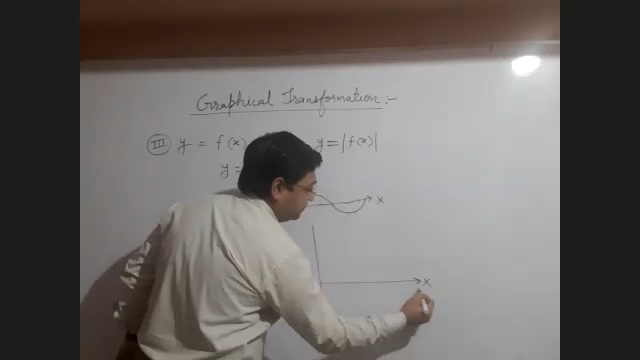 Graphical Transformation:-
III y = f(x) y = |f(x)|
y =
X
X